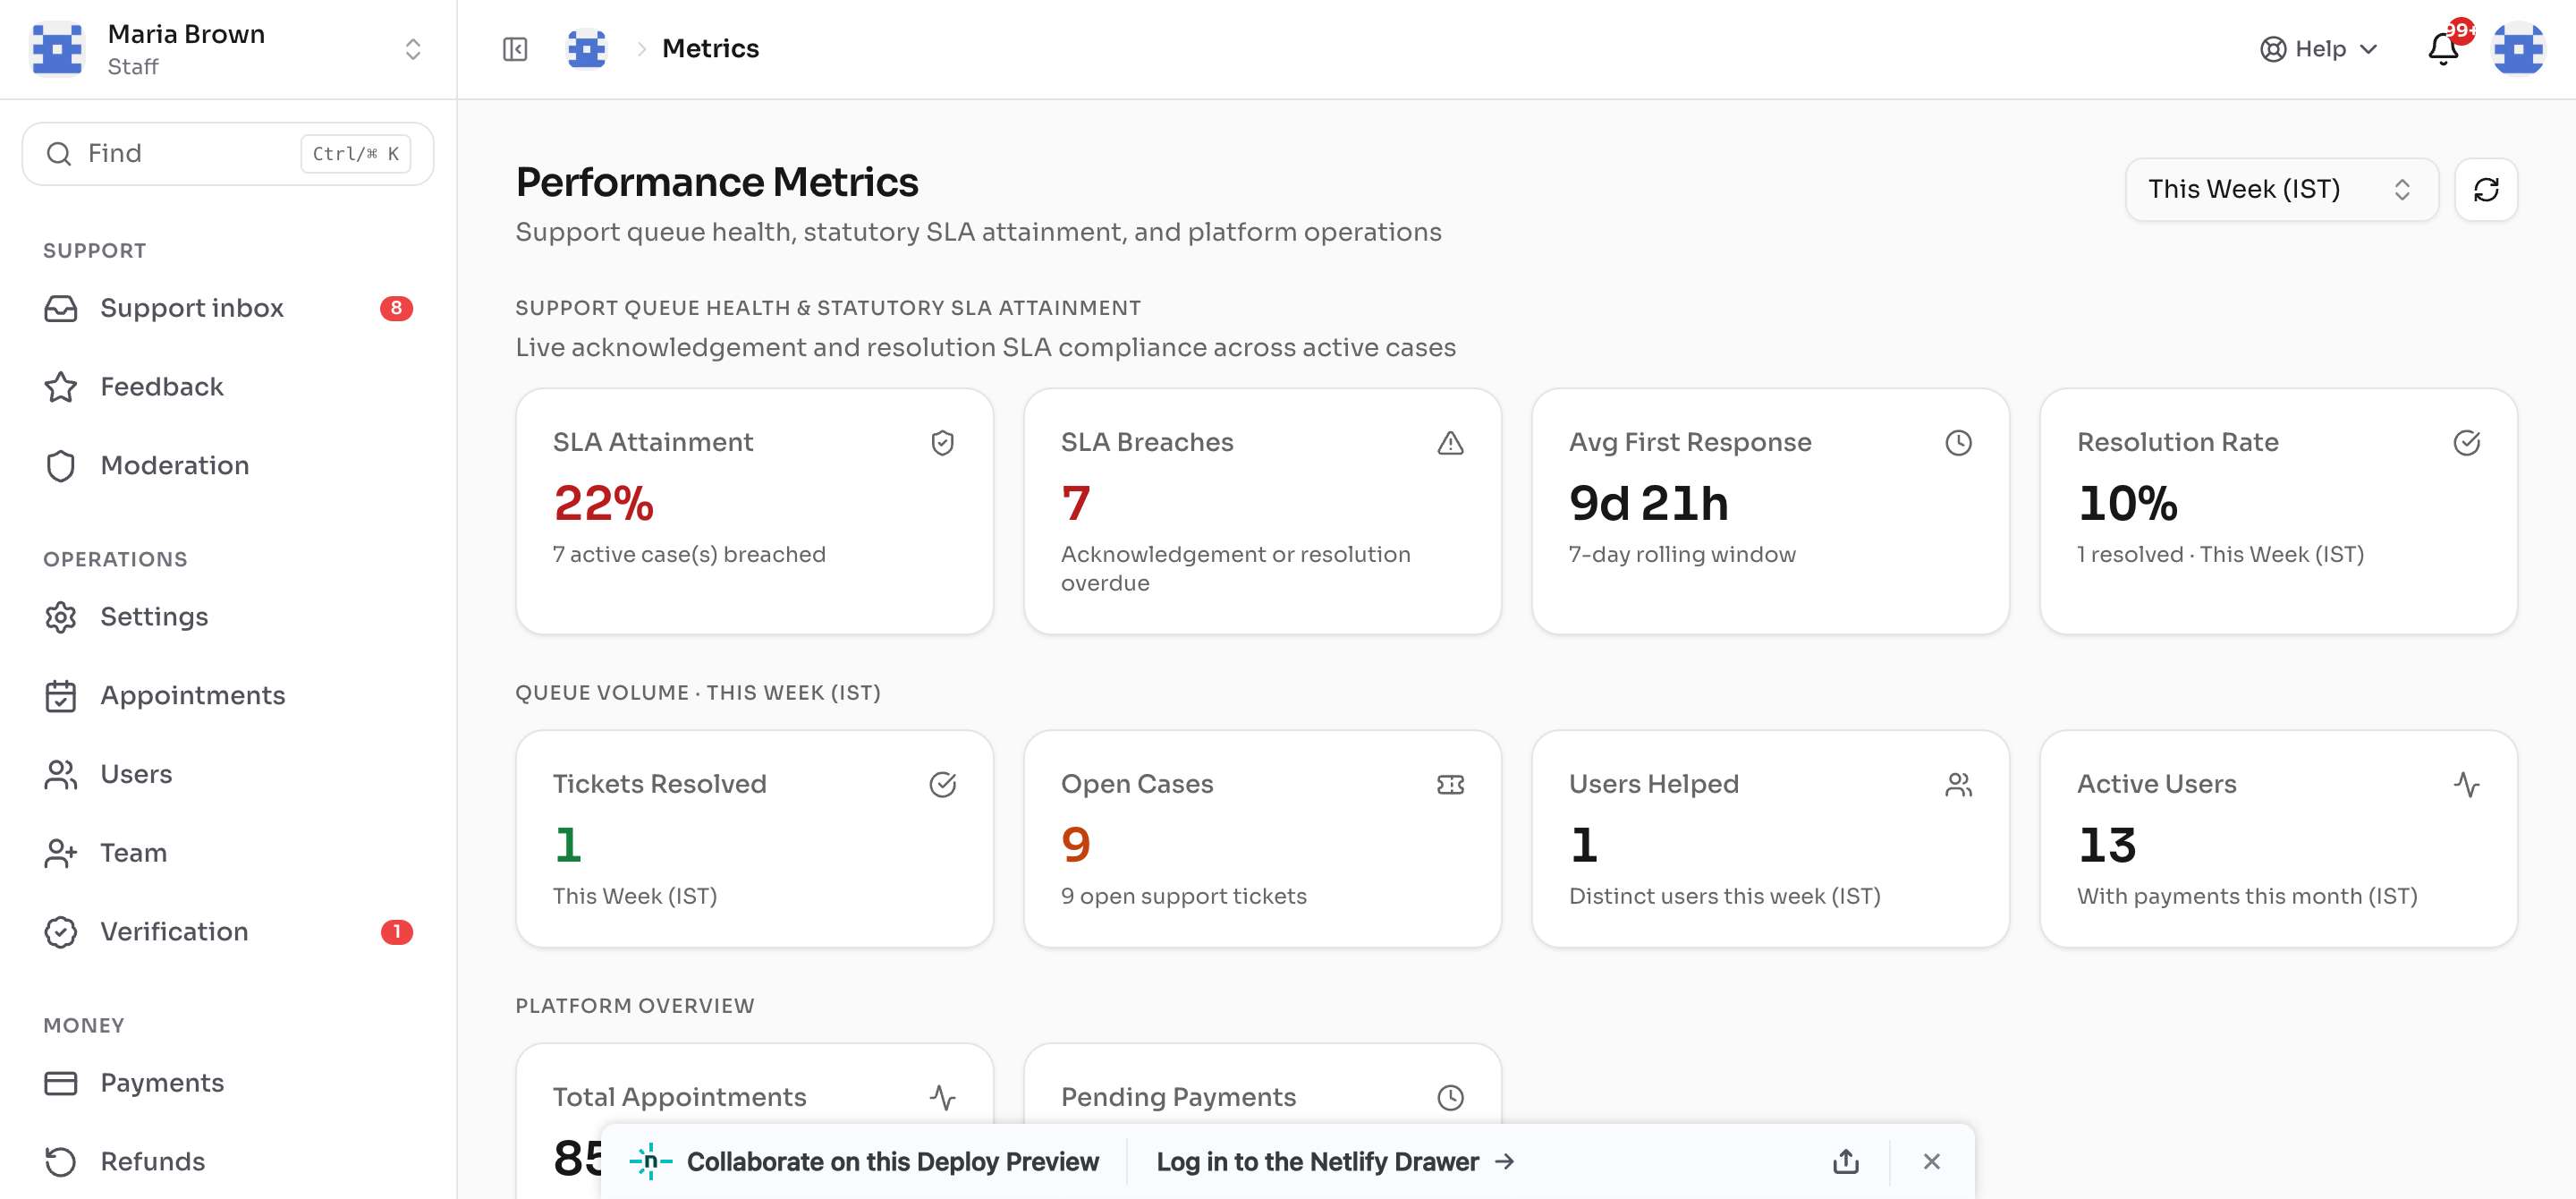 Maria Brown
Staff
Metrics
Help
99+
Find
Ctrl/⌘ K
SUPPORT
Support inbox
8
Feedback
Moderation
OPERATIONS
Settings
Appointments
Users
Team
Verification
1
MONEY
Payments
Refunds
Performance Metrics
This Week (IST)
Support queue health, statutory SLA attainment, and platform operations
SUPPORT QUEUE HEALTH & STATUTORY SLA ATTAINMENT
Live acknowledgement and resolution SLA compliance across active cases
SLA Attainment
22%
7 active case(s) breached
SLA Breaches
7
Acknowledgement or resolution
overdue
Avg First Response
9d 21h
7-day rolling window
Resolution Rate
10%
1 resolved · This Week (IST)
QUEUE VOLUME · THIS WEEK (IST)
Tickets Resolved
1
This Week (IST)
Open Cases
9
9 open support tickets
Users Helped
1
Distinct users this week (IST)
Active Users
13
With payments this month (IST)
PLATFORM OVERVIEW
Total Appointments
Pending Payments
Collaborate on this Deploy Preview
Log in to the Netlify Drawer →